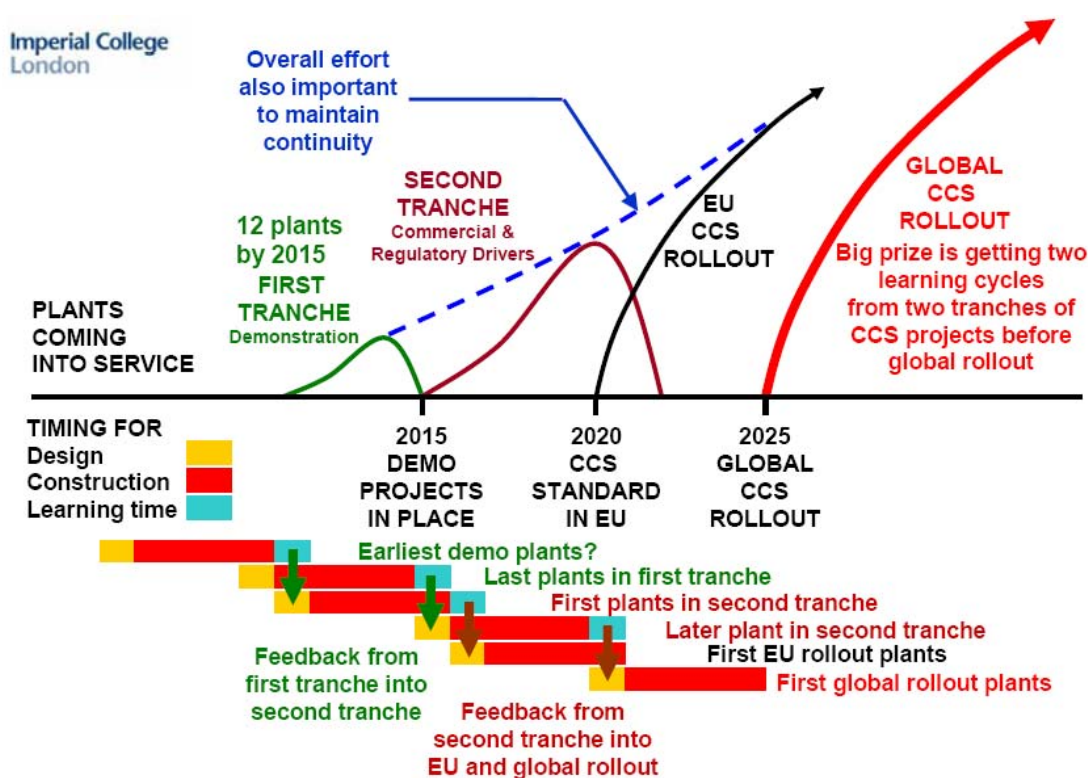 Imperial College
London
Overall effort
also important
to maintain
continuity
SECOND
TRANCHE
Commercial &
Regulatory Drivers
12 plants
by 2015
FIRST
TRANCHE
Demonstration
EU
CCS
ROLLOUT
GLOBAL
CCS
ROLLOUT
Big prize is getting two
learning cycles
from two tranches of
CCS projects before
global rollout
PLANTS
COMING
INTO SERVICE
TIMING FOR
Design
Construction
Learning time
2015
DEMO
PROJECTS
IN PLACE
2020
CCS
STANDARD
IN EU
2025
GLOBAL
CCS
ROLLOUT
Earliest demo plants?
Last plants in first tranche
First plants in second tranche
Later plant in second tranche
First EU rollout plants
First global rollout plants
Feedback from
first tranche into
second tranche
Feedback from
second tranche into
EU and global rollout